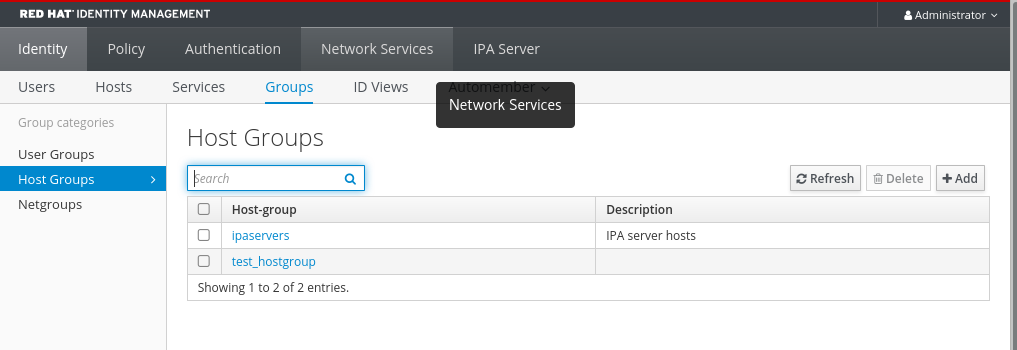 RED HAT® IDENTITY MANAGEMENT
Administrator
Identity Policy Authentication Network Services IPA Server
Users Hosts Services Groups ID Views Automember
Network Services
Group categories
User Groups
Host Groups
Netgroups
Host Groups
Search
Refresh Delete Add
Host-group Description
ipaservers IPA server hosts
test_hostgroup
Showing 1 to 2 of 2 entries.